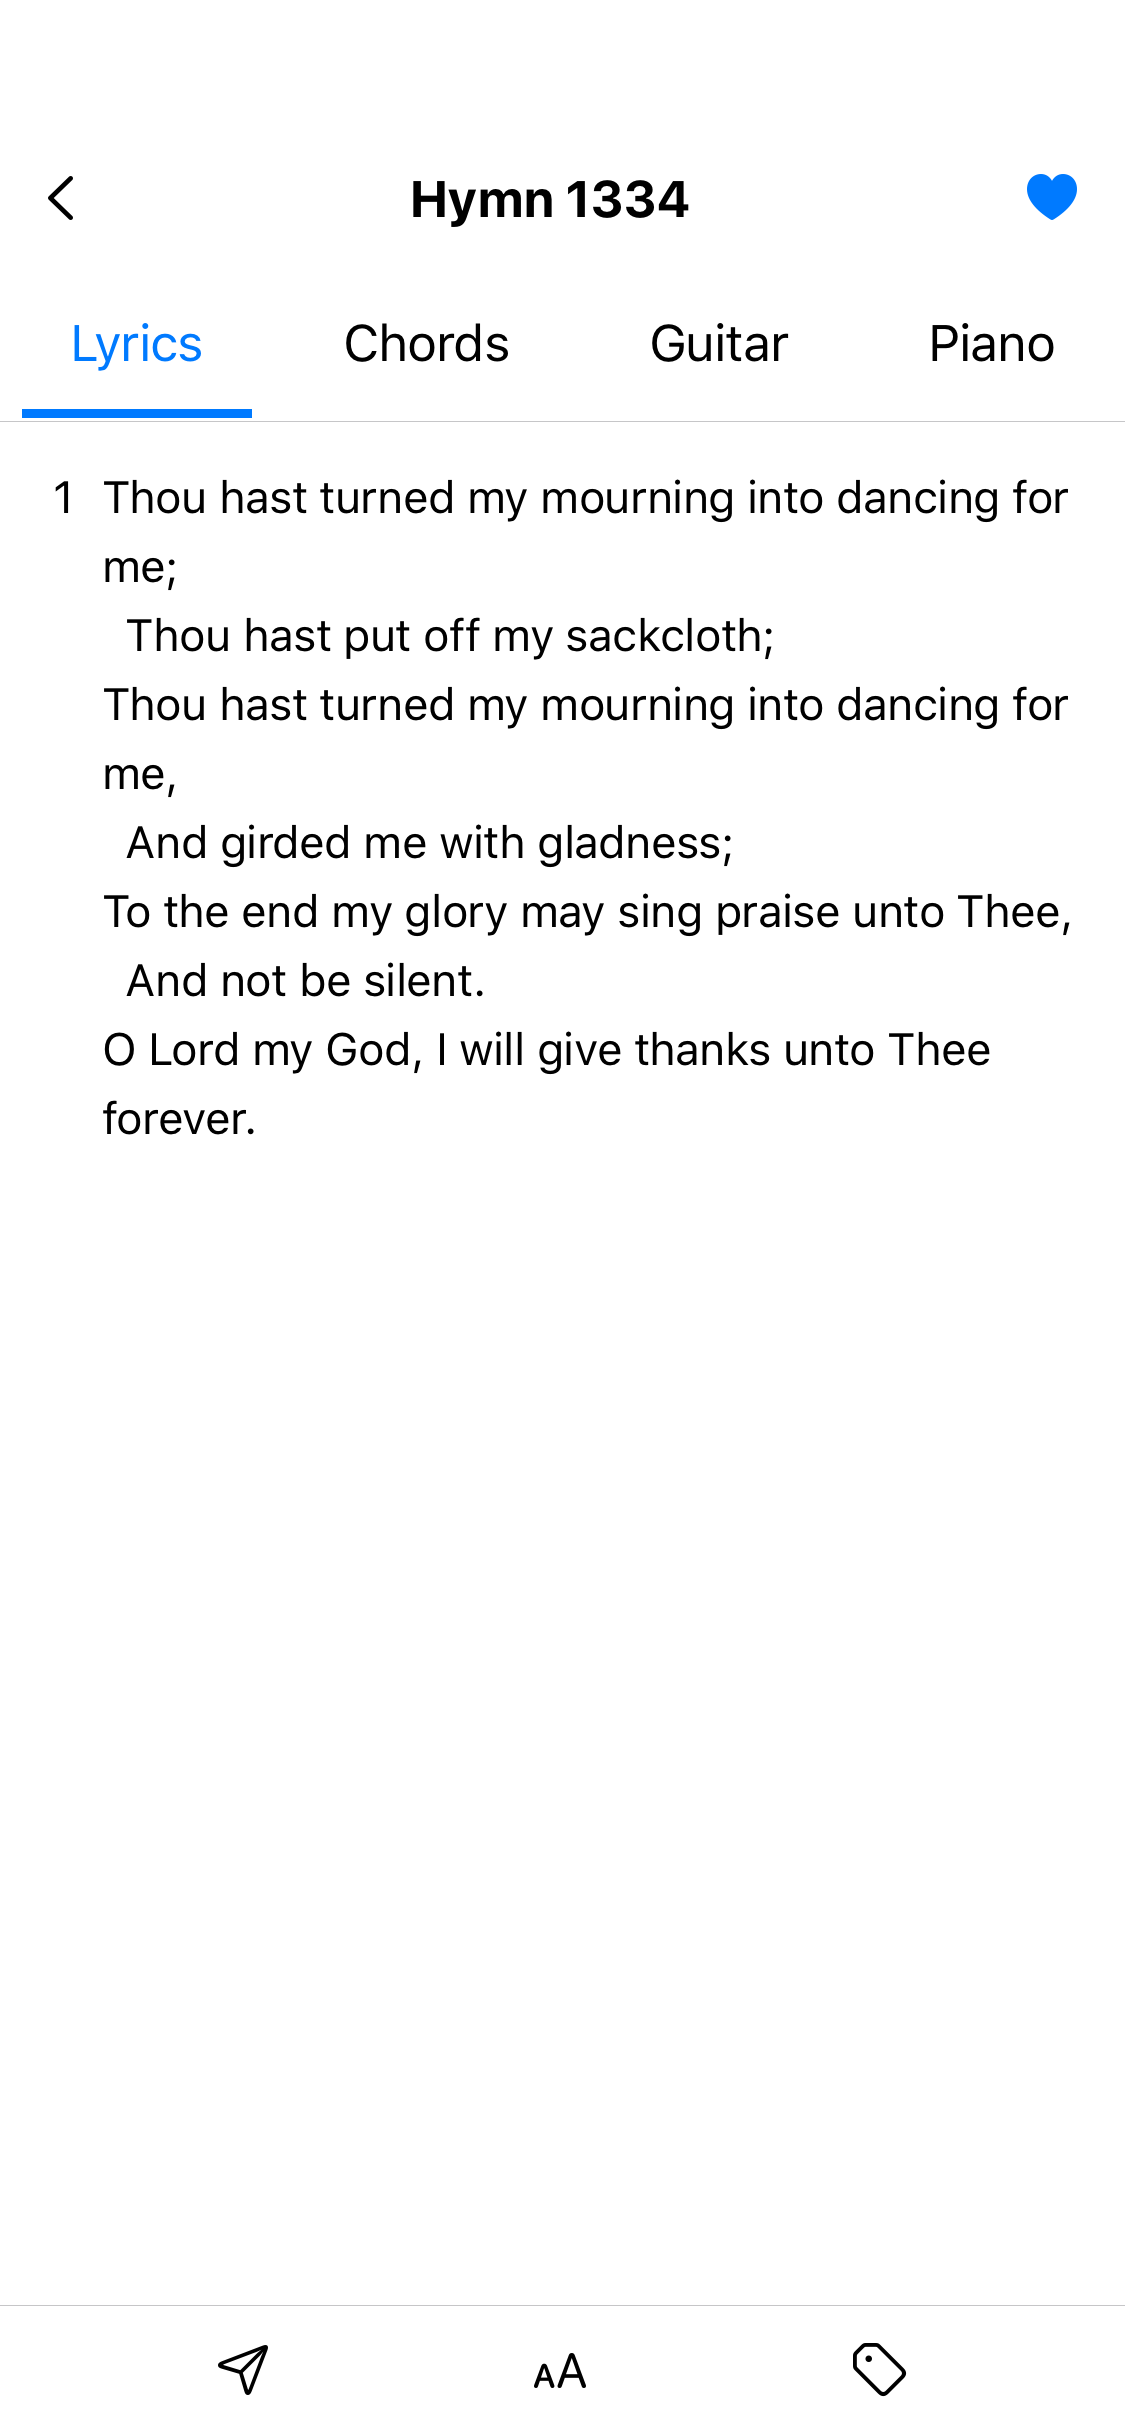 Hymn 1334
Lyrics Chords Guitar Piano
1 Thou hast turned my mourning into dancing for
me;
Thou hast put off my sackcloth;
Thou hast turned my mourning into dancing for
me,
And girded me with gladness;
To the end my glory may sing praise unto Thee,
And not be silent.
O Lord my God, I will give thanks unto Thee
forever.
AA